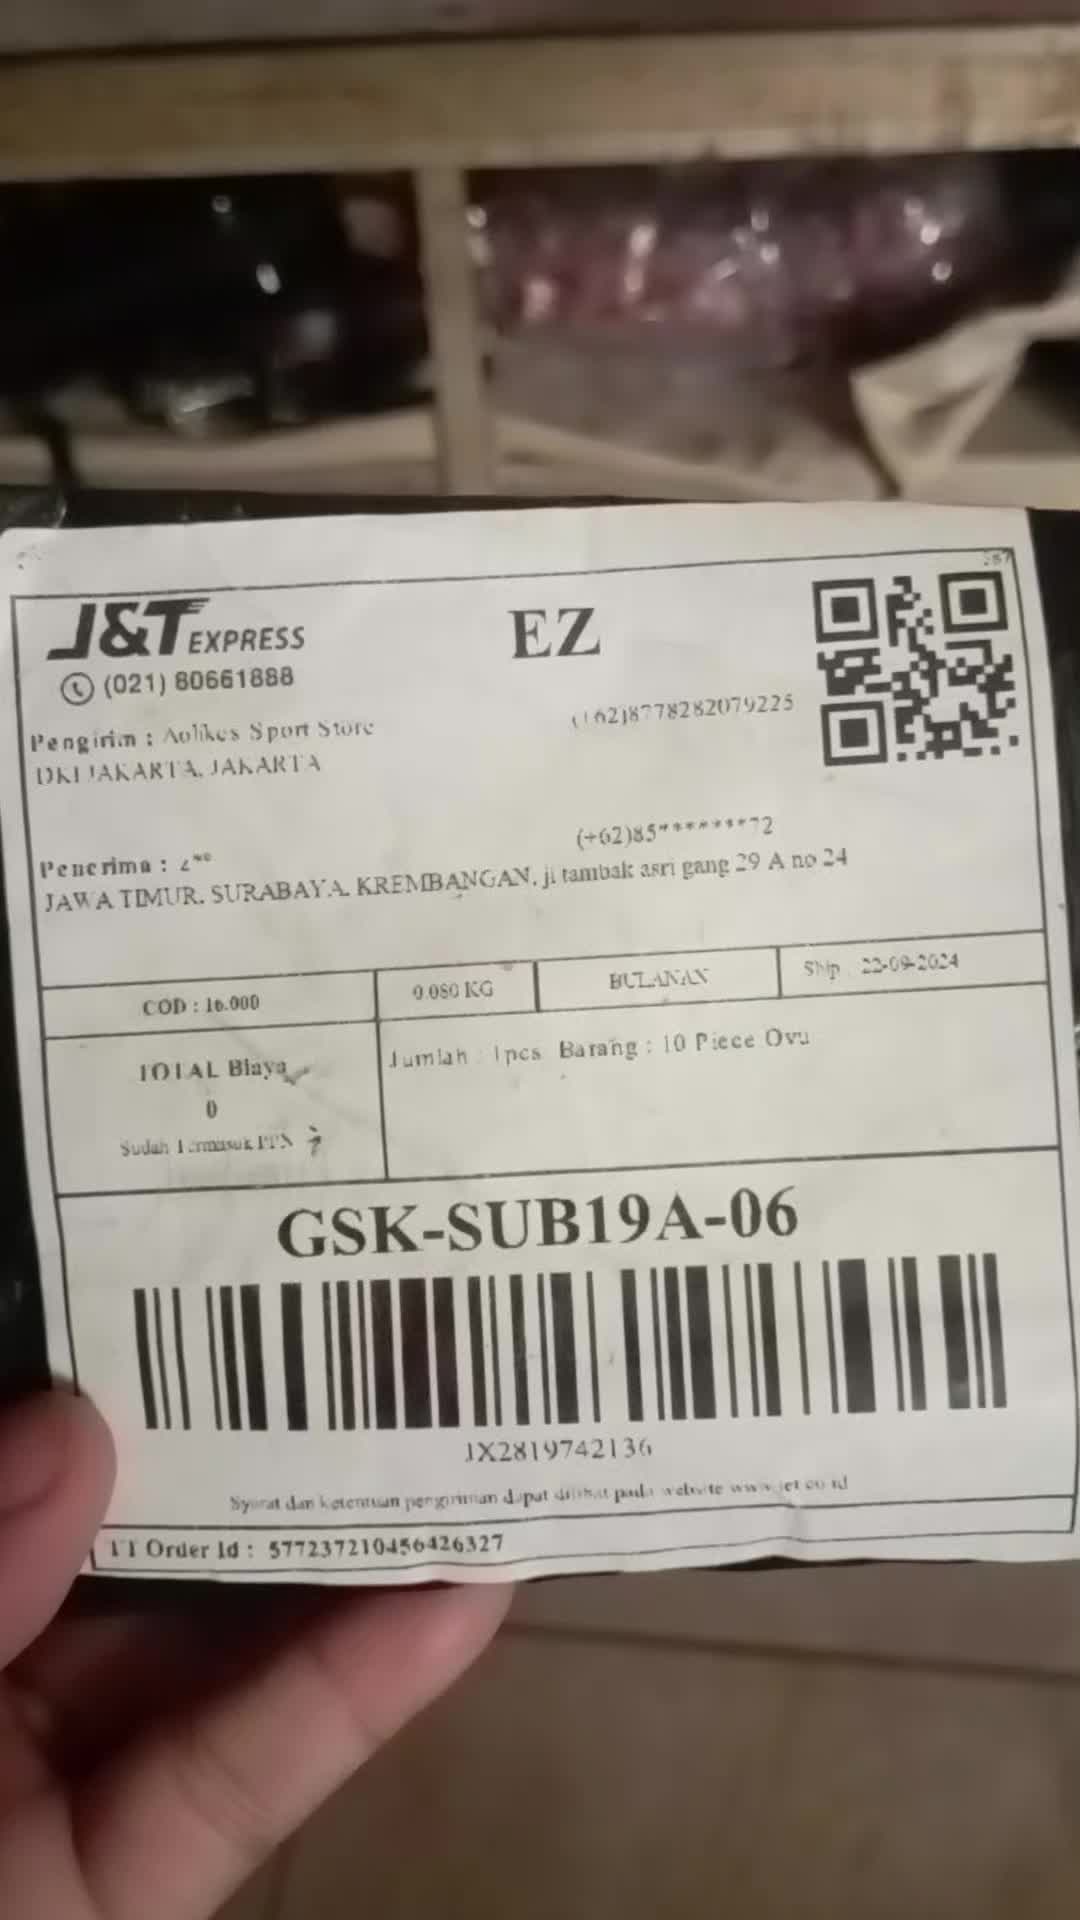 J&T EXPRESS
EZ
(021) 80661888
Pengirim : Aolikes Sport Store
(+62)8778282079225
DKI JAKARTA, JAKARTA
(+62)85********72
Penerima :
JAWA TIMUR, SURABAYA, KREMBANGAN, jl tambak asri gang 29 A no 24
COD : 16.000
0.080 KG
BULANAN
Ship : 22-09-2024
TOTAL Biaya
0
Sudah Termasuk PPN
Jumlah : 1pcs Barang : 10 Piece Ovu
GSK-SUB19A-06
JX2819742136
Syarat dan ketentuan pengiriman dapat dilihat pada website www.jet.co.id
TT Order Id : 577237210456426327